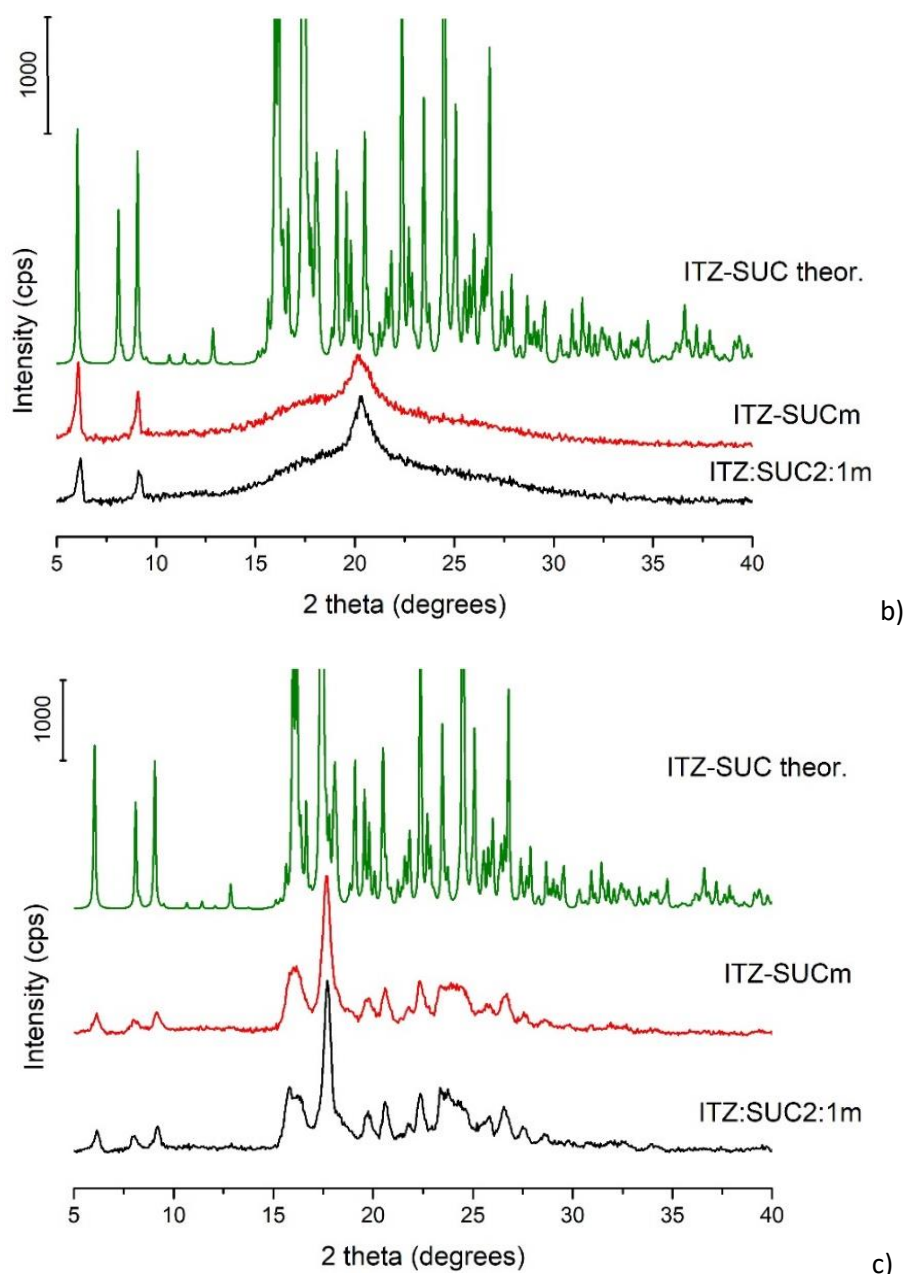 1000
Intensity (cps)
ITZ-SUC theor.
ITZ-SUCm
ITZ:SUC2:1m
5 10 15 20 25 30 35 40
2 theta (degrees)
b)
1000
Intensity (cps)
ITZ-SUC theor.
ITZ-SUCm
ITZ:SUC2:1m
5 10 15 20 25 30 35 40
2 theta (degrees)
c)